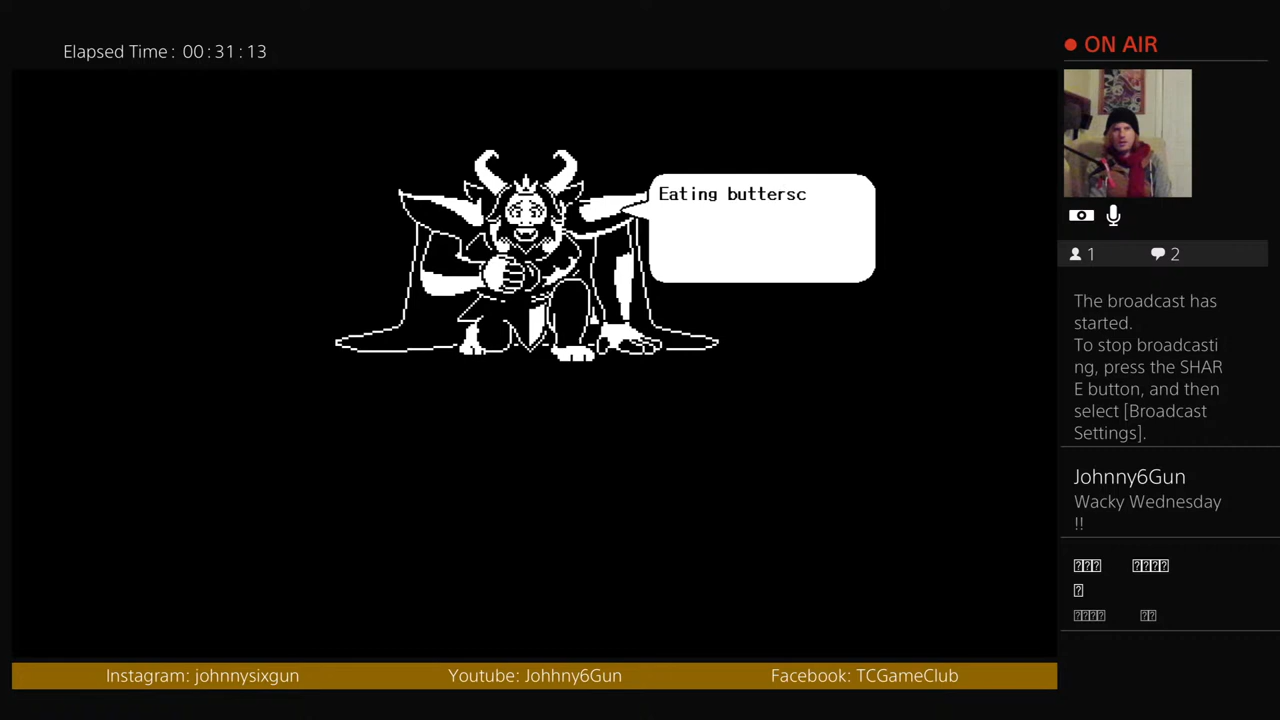 Elapsed Time: 00:31:13
ON AIR
Eating buttersc
1 2
The broadcast has
started.
To stop broadcasti
ng, press the SHAR
E button, and then
select [Broadcast
Settings].
Johnny6Gun
Wacky Wednesday
!!
Instagram: johnnysixgun Youtube: Johhny6Gun Facebook: TCGameClub